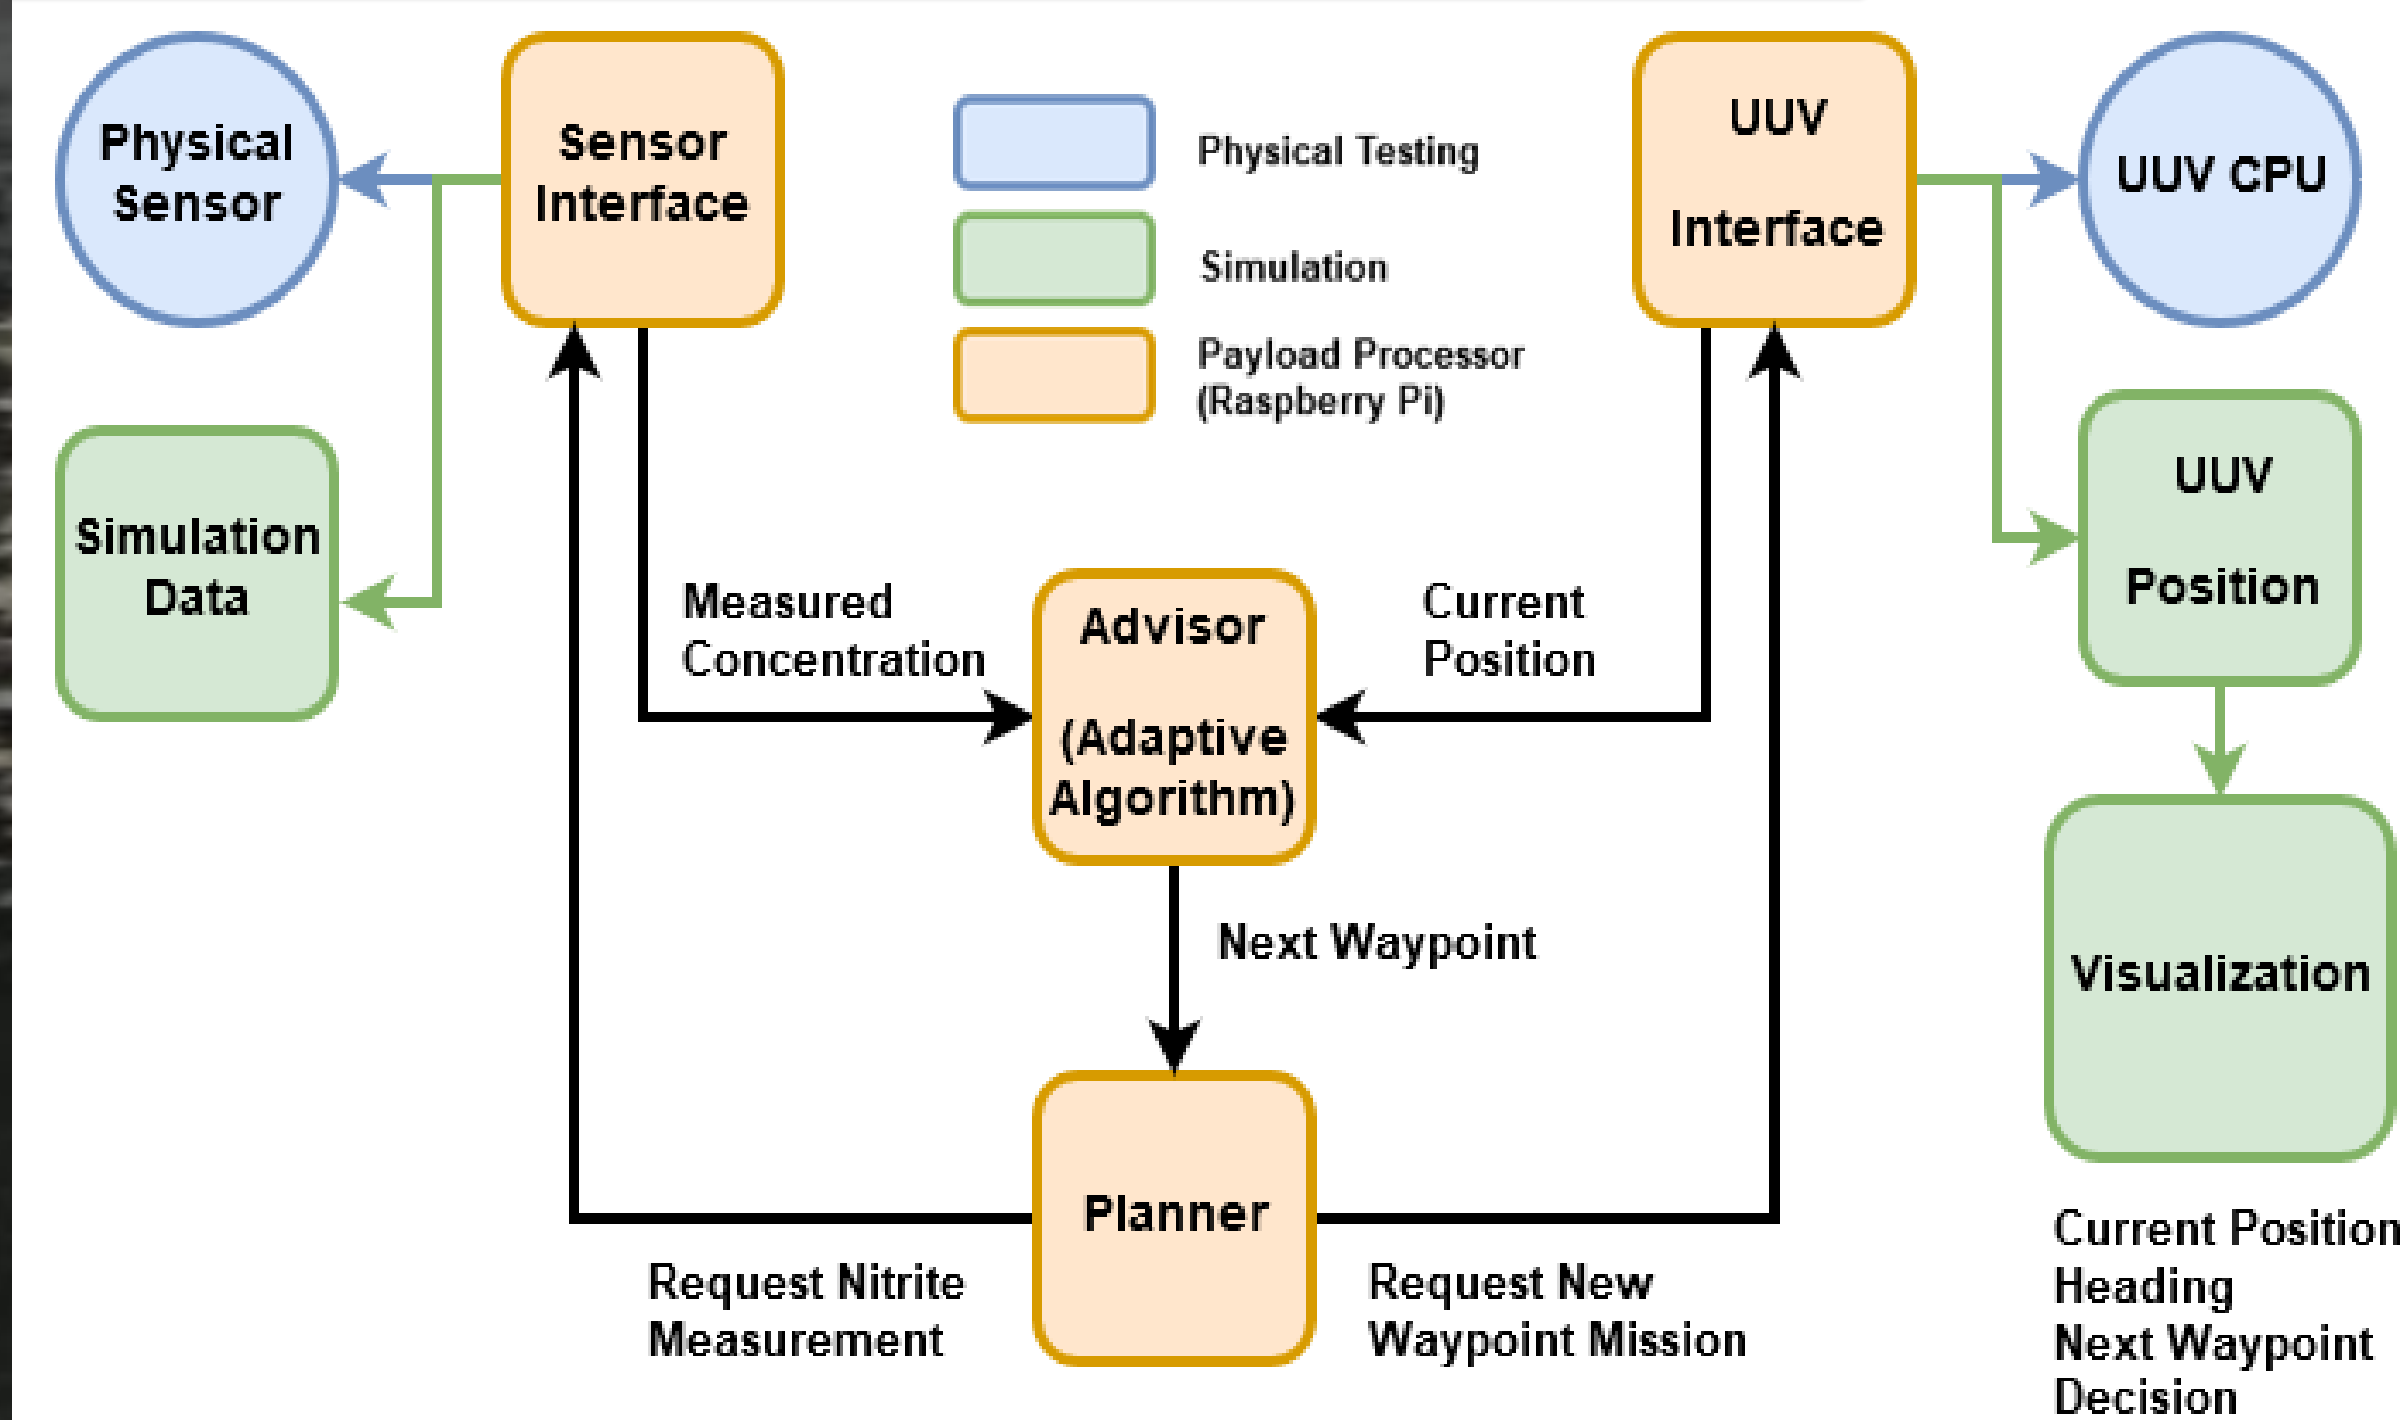 Physical
Sensor
Sensor
Interface
Physical Testing
Simulation
Payload Processor
(Raspberry Pi)
UUV
Interface
UUV CPU
Simulation
Data
UUV
Position
Measured
Concentration
Advisor
(Adaptive
Algorithm)
Current
Position
Next Waypoint
Visualization
Planner
Request Nitrite
Measurement
Request New
Waypoint Mission
Current Position
Heading
Next Waypoint
Decision